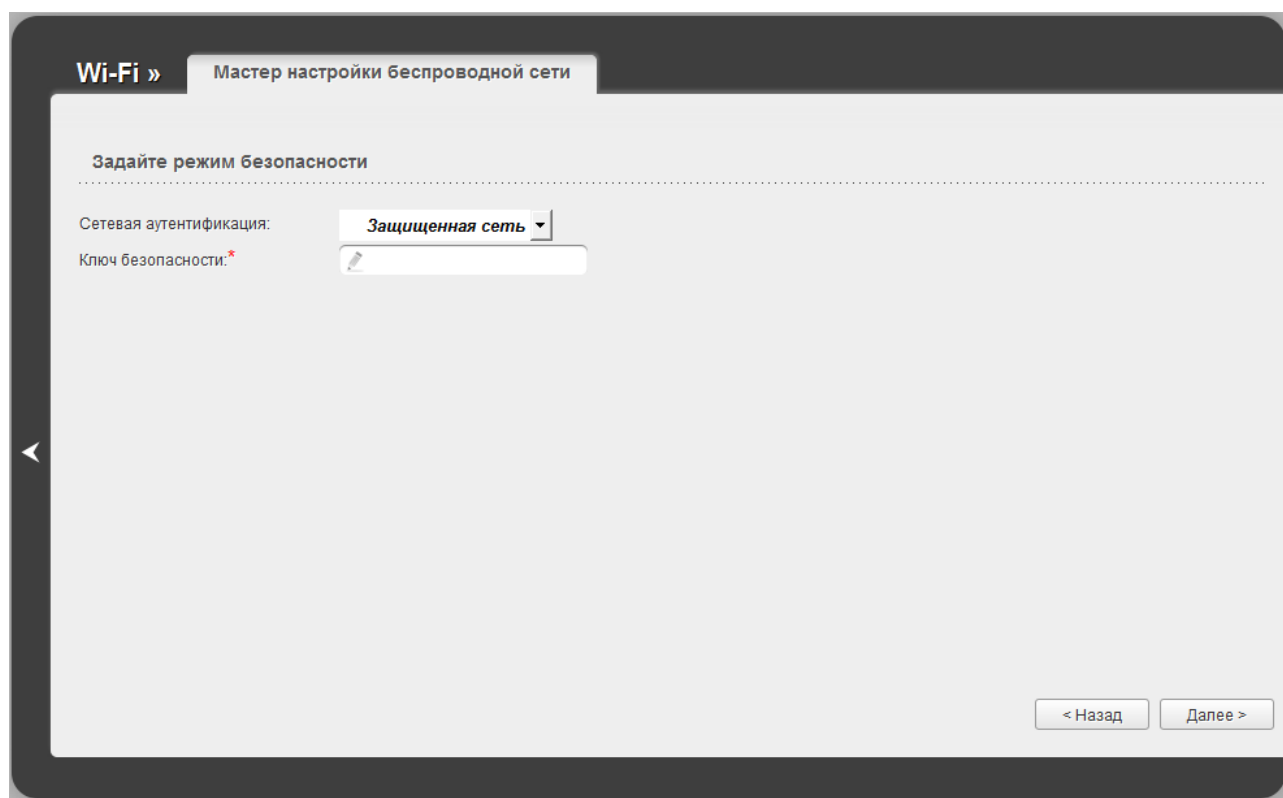 Wi-Fi » Мастер настройки беспроводной сети
Задайте режим безопасности
Сетевая аутентификация: Защищенная сеть
Ключ безопасности:*
< Назад Далее >